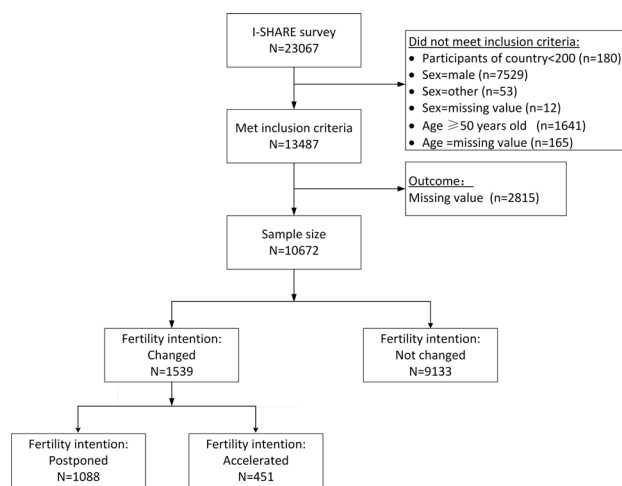 I-SHARE survey
N=23067
Did not meet inclusion criteria:
• Participants of country<200 (n=180)
• Sex=male (n=7529)
• Sex=other (n=53)
• Sex=missing value (n=12)
• Age ≥50 years old (n=1641)
• Age =missing value (n=165)
Met inclusion criteria
N=13487
Outcome：
Missing value (n=2815)
Sample size
N=10672
Fertility intention:
Changed
N=1539
Fertility intention:
Not changed
N=9133
Fertility intention:
Postponed
N=1088
Fertility intention:
Accelerated
N=451